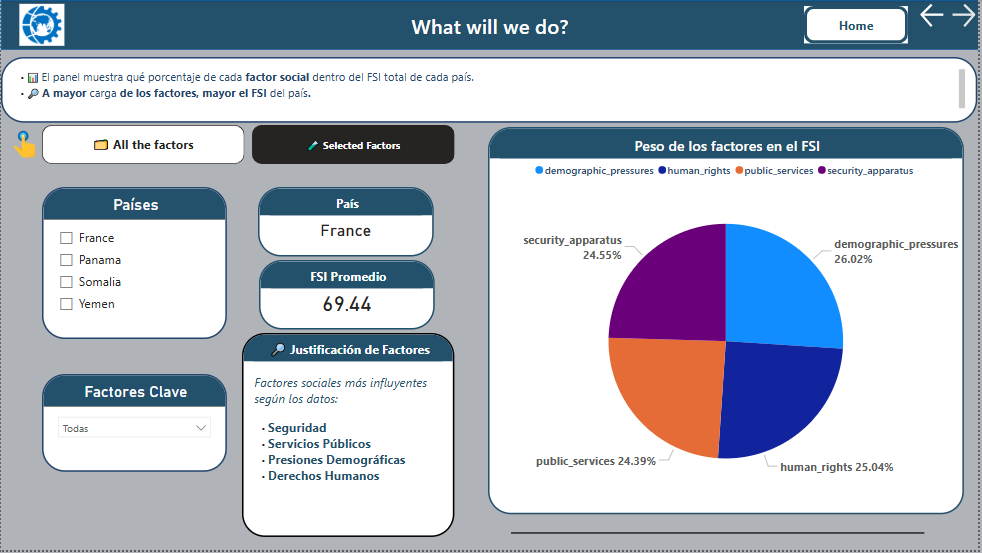 What will we do?
Home
• 📊 El panel muestra qué porcentaje de cada factor social dentro del FSI total de cada país.
• 🔎 A mayor carga de los factores, mayor el FSI del país.
All the factors
Selected Factors
Países
France
Panama
Somalia
Yemen
País
France
FSI Promedio
69.44
Factores Clave
Todas
🔎 Justificación de Factores
Factores sociales más influyentes
según los datos:
• Seguridad
• Servicios Públicos
• Presiones Demográficas
• Derechos Humanos
Peso de los factores en el FSI
demographic_pressures human_rights public_services security_apparatus
security_apparatus
24.55%
demographic_pressures
26.02%
public_services 24.39%
human_rights 25.04%